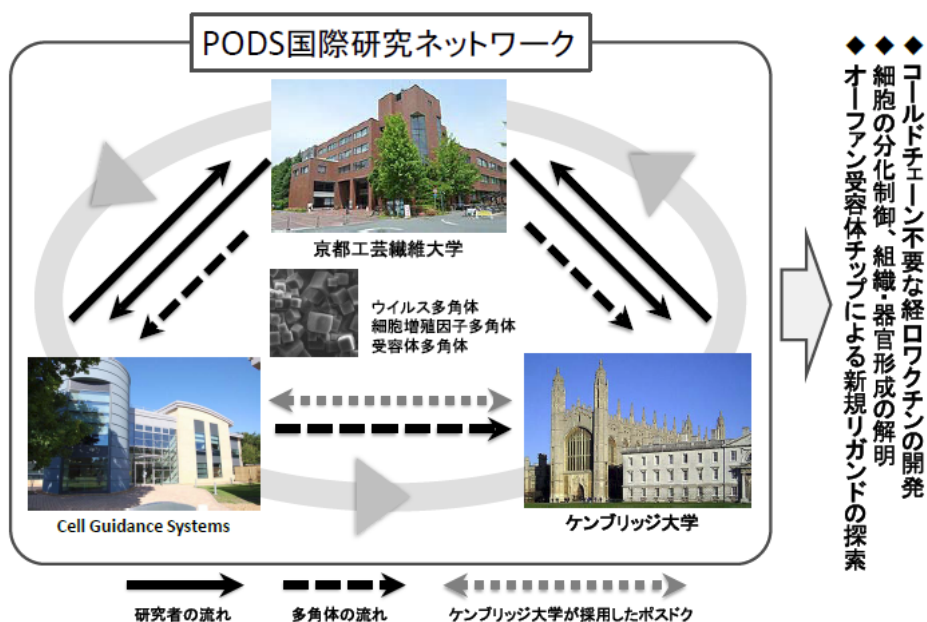 PODS国際研究ネットワーク
京都工芸繊維大学
ウイルス多角体
細胞増殖因子多角体
受容体多角体
Cell Guidance Systems
ケンブリッジ大学
研究者の流れ
多角体の流れ
ケンブリッジ大学が採用したポスドク
◆ コールドチェーン不要な経口ワクチンの開発
◆ 細胞の分化制御、組織・器官形成の解明
◆ オーファン受容体チップによる新規リガンドの探索